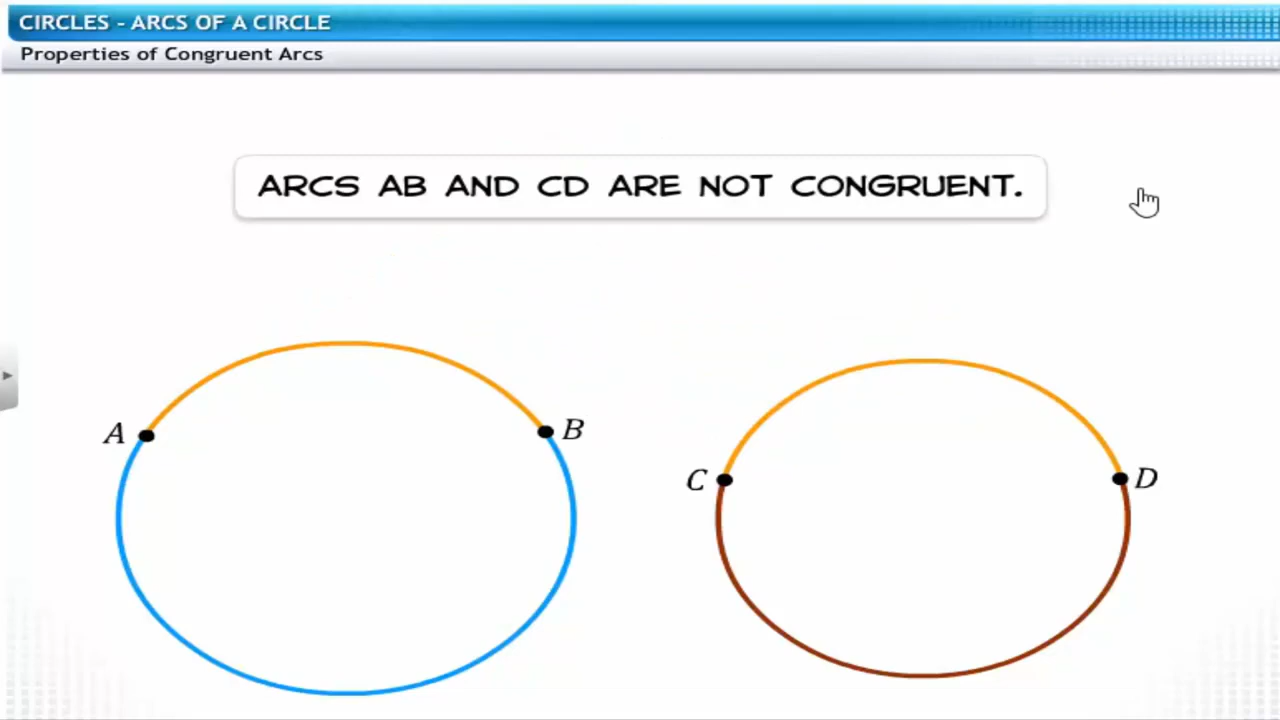 CIRCLES - ARCS OF A CIRCLE
Properties of Congruent Arcs
ARCS AB AND CD ARE NOT CONGRUENT.
A
B
C
D